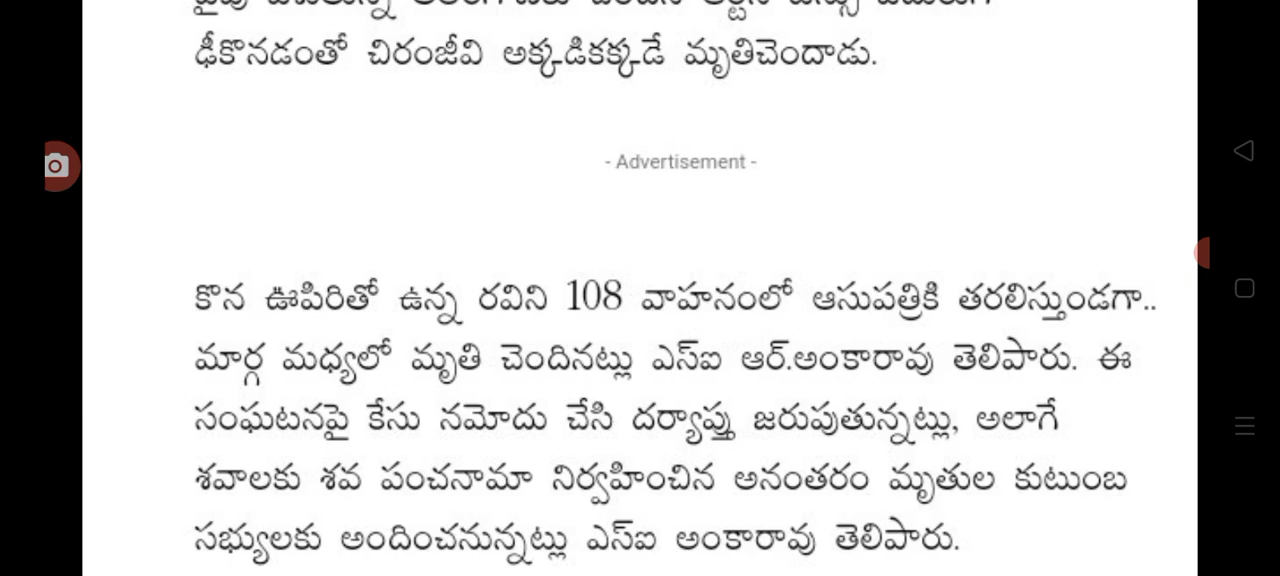 ఢీకొనడంతో చిరంజీవి అక్కడికక్కడే మృతిచెందాడు.
- Advertisement -
కొన ఊపిరితో ఉన్న రవిని 108 వాహనంలో ఆసుపత్రికి తరలిస్తుండగా..
మార్గ మధ్యలో మృతి చెందినట్లు ఎస్ఐ ఆర్.అంకారావు తెలిపారు. ఈ
సంఘటనపై కేసు నమోదు చేసి దర్యాప్తు జరుపుతున్నట్లు, అలాగే
శవాలకు శవ పంచనామా నిర్వహించిన అనంతరం మృతుల కుటుంబ
సభ్యులకు అందించనున్నట్లు ఎస్ఐ అంకారావు తెలిపారు.